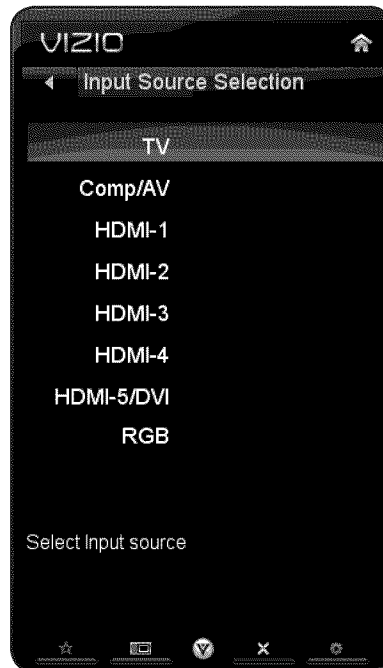 VIZIO
Input Source Selection
TV
Comp/AV
HDMI-1
HDMI-2
HDMI-3
HDMI-4
HDMI-5/DVI
RGB
Select Input source